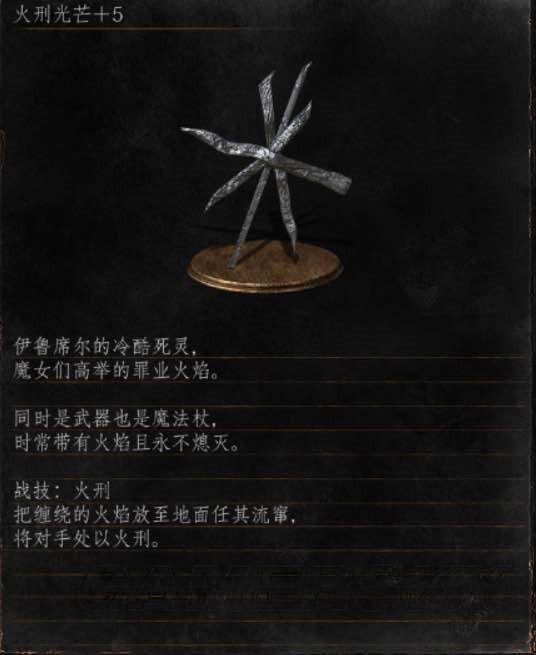 火刑光芒+5
伊鲁席尔的冷酷死灵,
魔女们高举的罪业火焰。
同时是武器也是魔法杖,
时常带有火焰且永不熄灭。
战技: 火刑
把缠绕的火焰放至地面任其流窜,
将对手处以火刑。
GAMERSKY